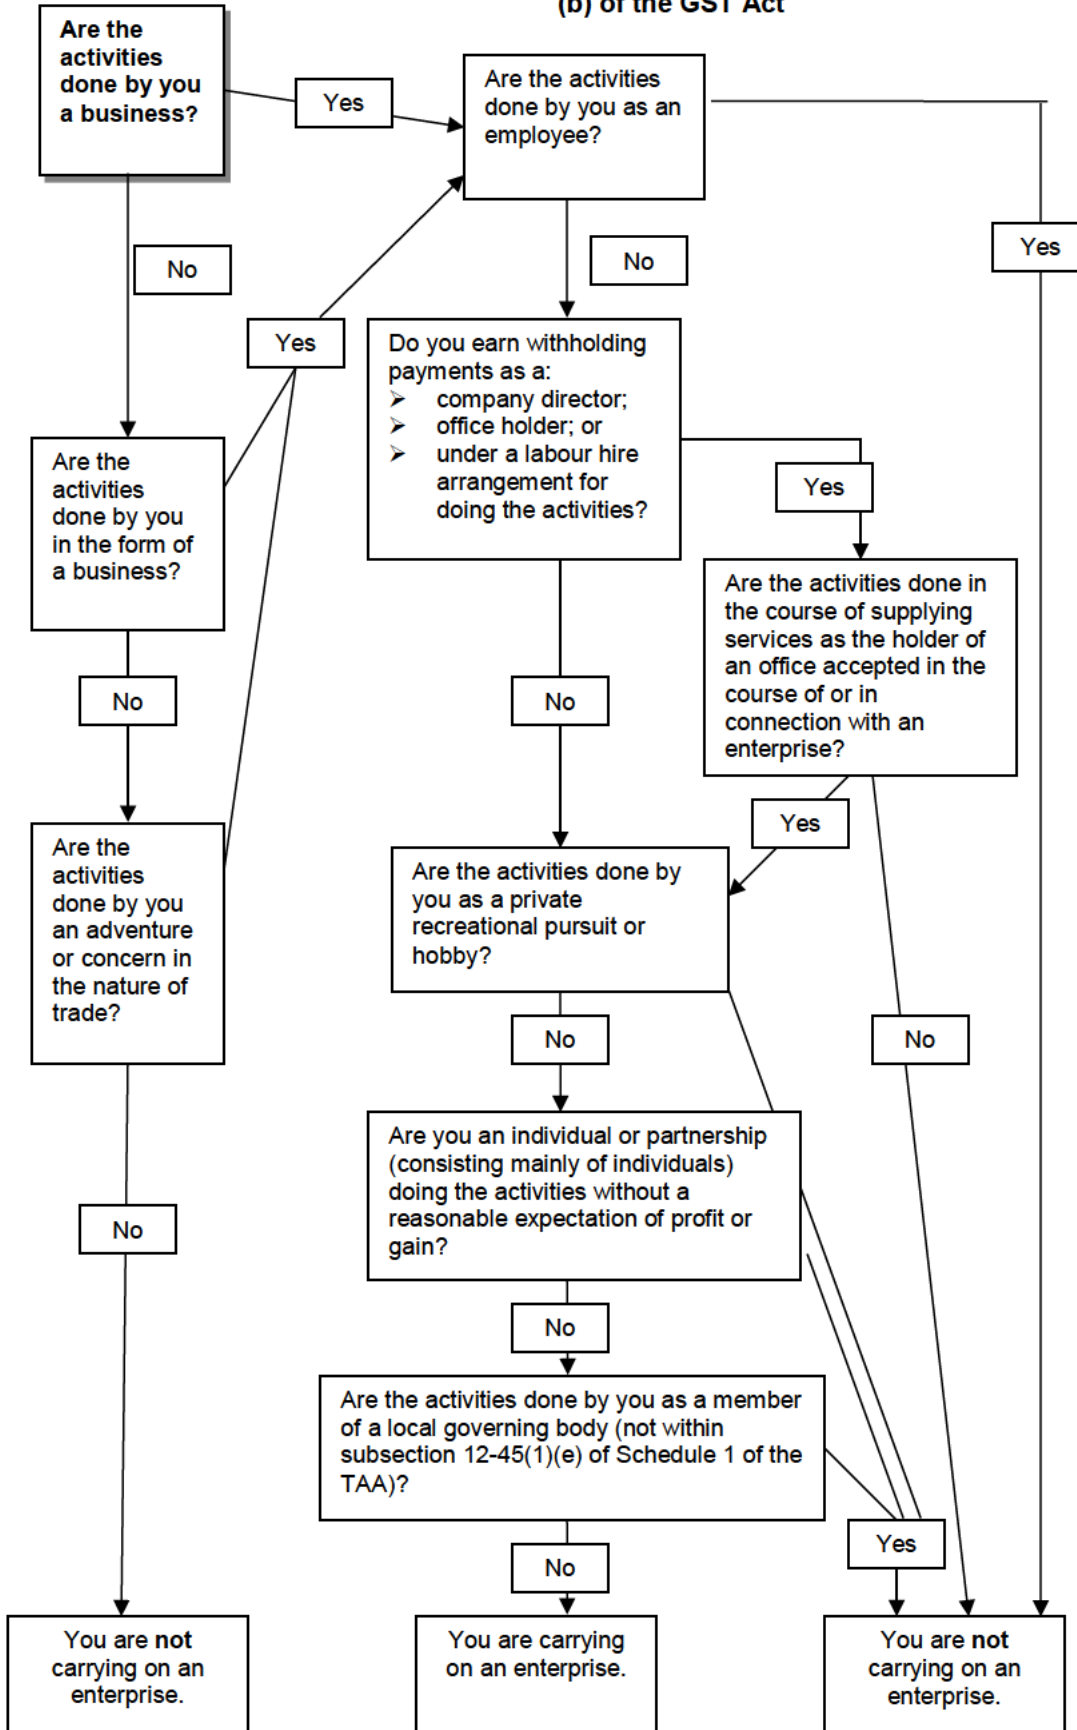 (b) of the GST Act
Are the
activities
done by you
a business?
Yes
Are the activities
done by you as an
employee?
Yes
No
No
Yes
Do you earn withholding
payments as a:
➢ company director;
➢ office holder; or
➢ under a labour hire
arrangement for
doing the activities?
Are the
activities
done by you
in the form of
a business?
Yes
Are the activities done in
the course of supplying
services as the holder of
an office accepted in the
course of or in
connection with an
enterprise?
No
No
Yes
Are the
activities
done by you
an adventure
or concern in
the nature of
trade?
Are the activities done by
you as a private
recreational pursuit or
hobby?
No
No
Are you an individual or partnership
(consisting mainly of individuals)
doing the activities without a
reasonable expectation of profit or
gain?
No
No
Are the activities done by you as a member
of a local governing body (not within
subsection 12-45(1)(e) of Schedule 1 of the
TAA)?
Yes
No
You are not
carrying on an
enterprise.
You are carrying
on an enterprise.
You are not
carrying on an
enterprise.